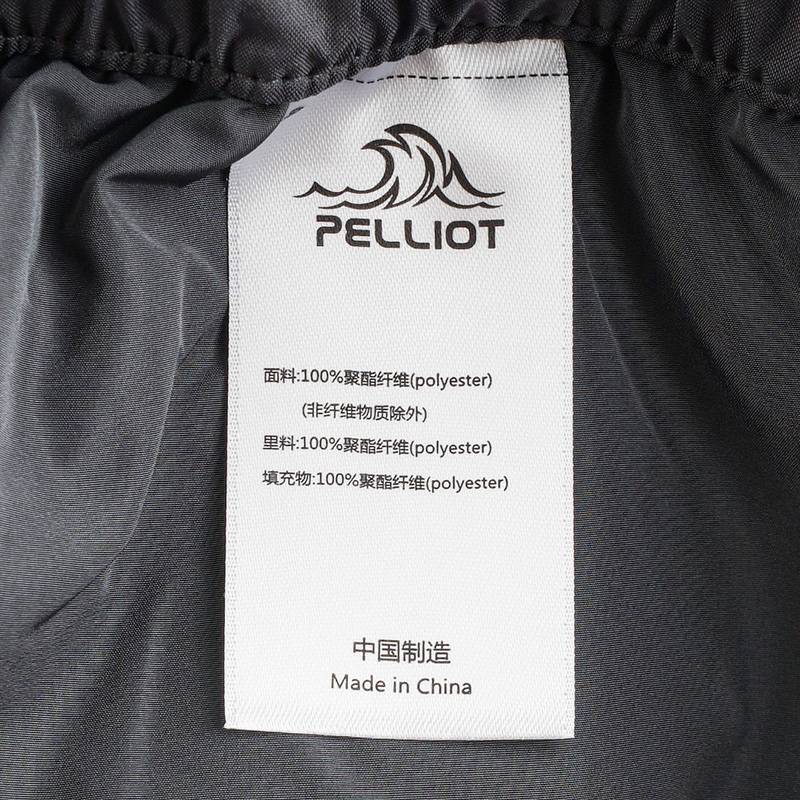 PELLIOT
面料:100%聚酯纤维(polyester)
(非纤维物质除外)
里料:100%聚酯纤维(polyester)
填充物:100%聚酯纤维(polyester)
中国制造
Made in China